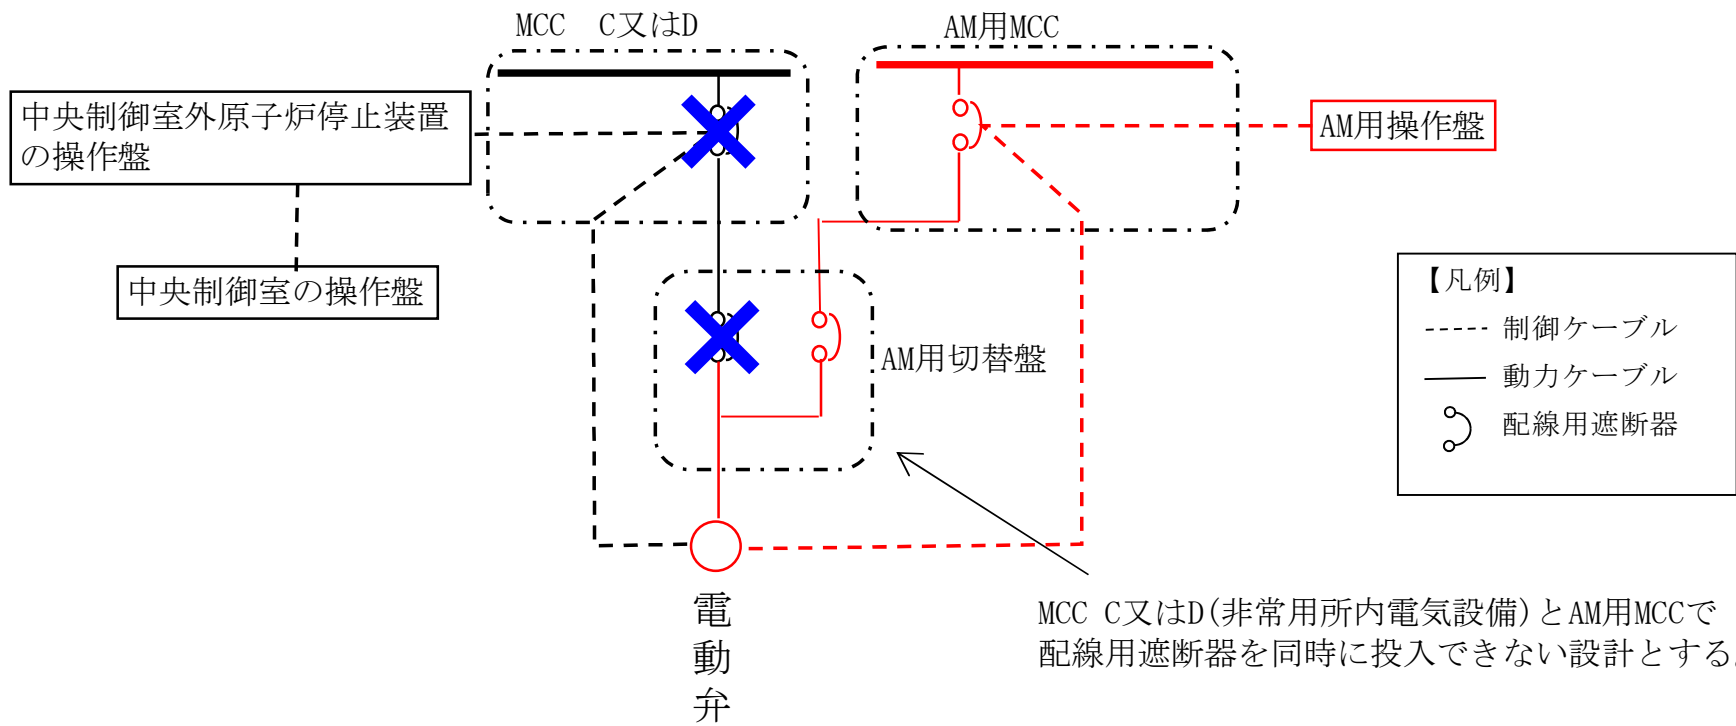 MCC　C又はD
AM用MCC
中央制御室外原子炉停止装置
の操作盤
AM用操作盤
中央制御室の操作盤
AM用切替盤
【凡例】
制御ケーブル
動力ケーブル
配線用遮断器
電動弁
MCC C又はD(非常用所内電気設備)とAM用MCCで
配線用遮断器を同時に投入できない設計とする。